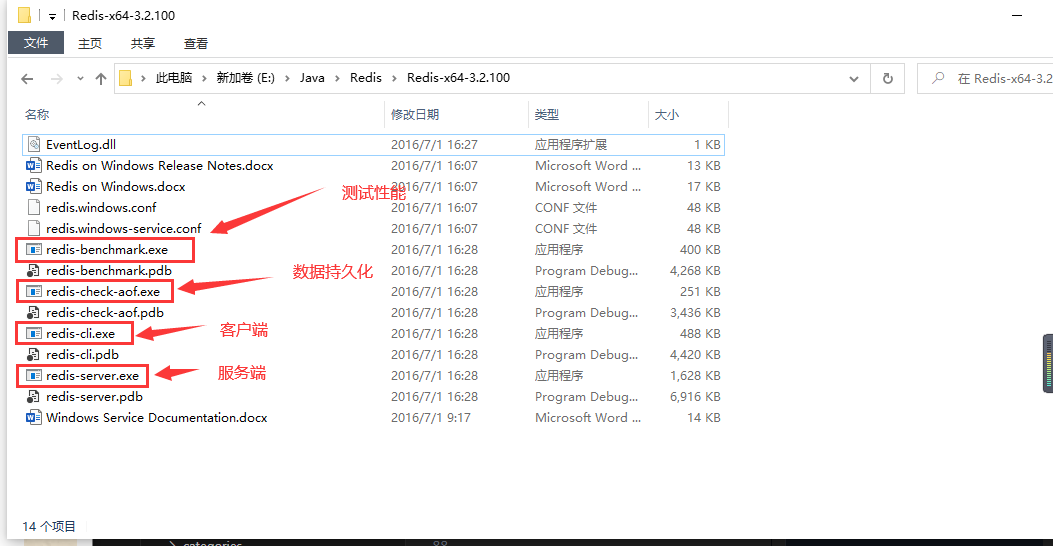 Redis-x64-3.2.100
文件 主页 共享 查看
此电脑 新加卷 (E:) Java Redis Redis-x64-3.2.100 在 Redis-x64-3.2
名称 修改日期 类型 大小
EventLog.dll 2016/7/1 16:27 应用程序扩展 1 KB
Redis on Windows Release Notes.docx 2016/7/1 16:07 Microsoft Word ... 13 KB
Redis on Windows.docx 2016/7/1 16:07 Microsoft Word ... 17 KB
测试性能
redis.windows.conf 2016/7/1 16:07 CONF 文件 48 KB
redis.windows-service.conf 2016/7/1 16:07 CONF 文件 48 KB
redis-benchmark.exe 2016/7/1 16:28 应用程序 400 KB
redis-benchmark.pdb 2016/7/1 16:28 Program Debug... 4,268 KB
数据持久化
redis-check-aof.exe 2016/7/1 16:28 应用程序 251 KB
redis-check-aof.pdb 2016/7/1 16:28 Program Debug... 3,436 KB
redis-cli.exe 客户端 2016/7/1 16:28 应用程序 488 KB
redis-cli.pdb 2016/7/1 16:28 Program Debug... 4,420 KB
redis-server.exe 服务端 2016/7/1 16:28 应用程序 1,628 KB
redis-server.pdb 2016/7/1 16:28 Program Debug... 6,916 KB
Windows Service Documentation.docx 2016/7/1 9:17 Microsoft Word ... 14 KB
14 个项目
categories